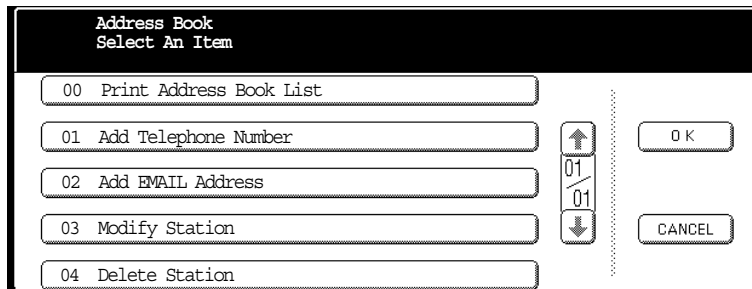 Address Book
Select An Item
00 Print Address Book List
01 Add Telephone Number
02 Add EMAIL Address
03 Modify Station
04 Delete Station
01/01
OK
CANCEL